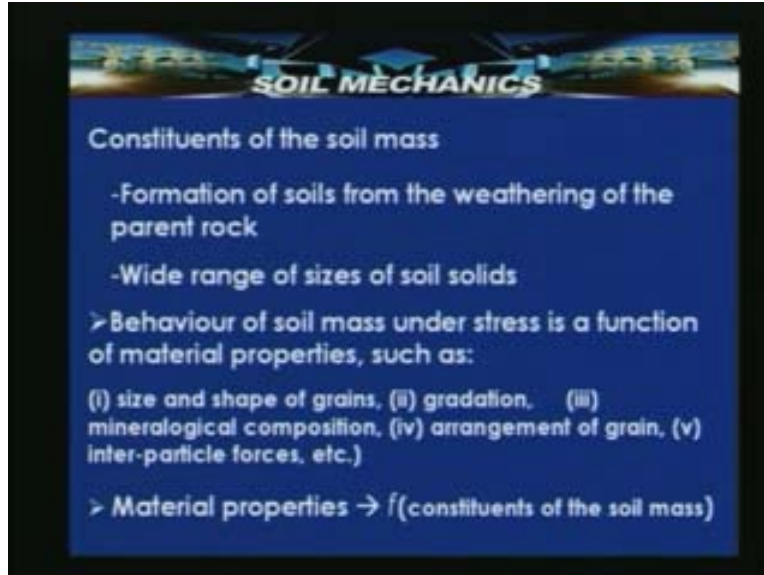 SOIL MECHANICS
Constituents of the soil mass
-Formation of soils from the weathering of the
parent rock
-Wide range of sizes of soil solids
➢Behaviour of soil mass under stress is a function
of material properties, such as:
(i) size and shape of grains, (ii) gradation, (iii)
mineralogical composition, (iv) arrangement of grain, (v)
inter-particle forces, etc.)
➢ Material properties → f(constituents of the soil mass)